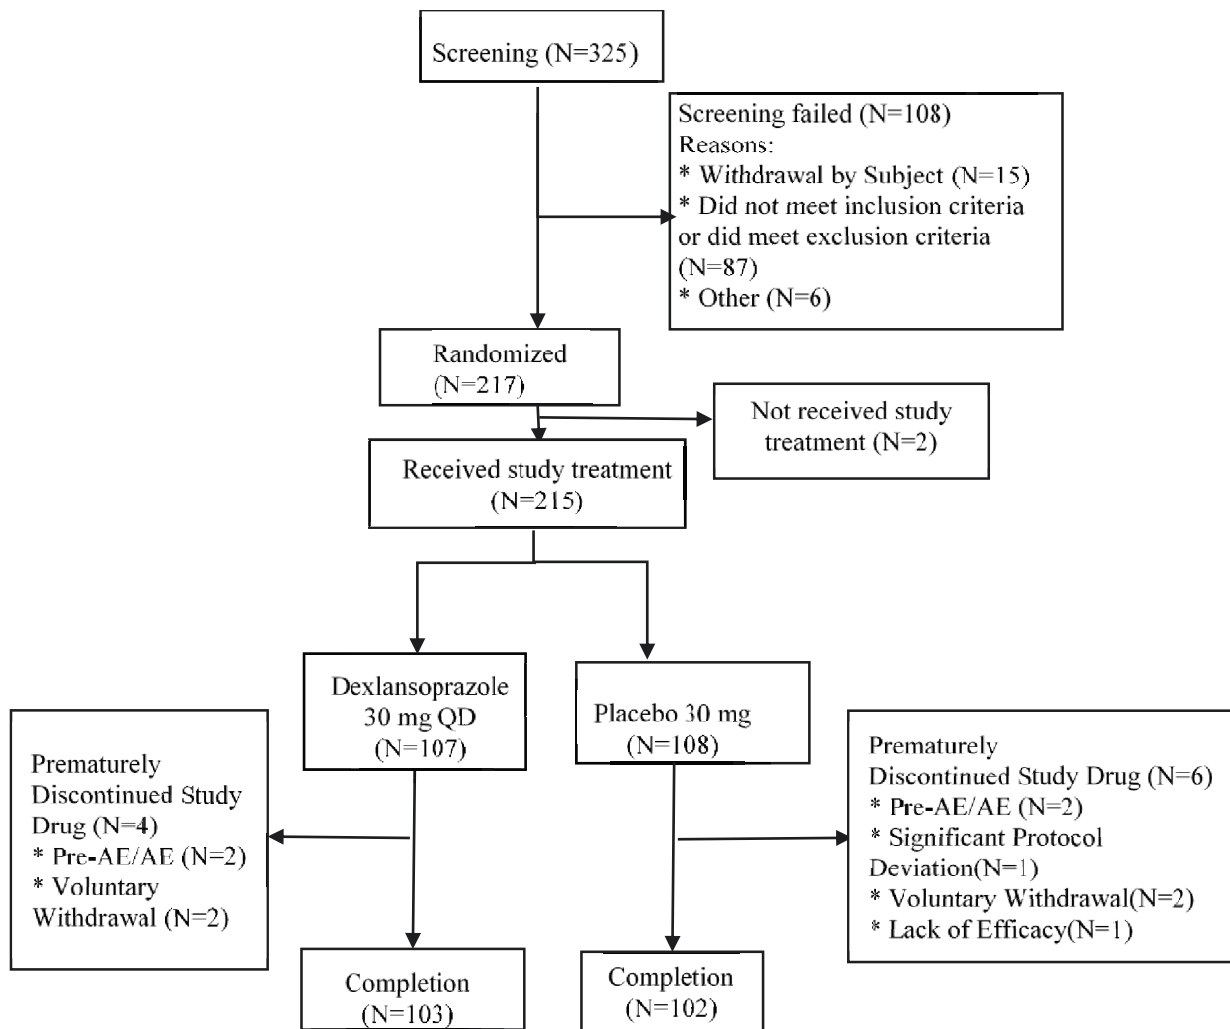 Screening (N=325)
Screening failed (N=108)
Reasons:
* Withdrawal by Subject (N=15)
* Did not meet inclusion criteria
or did meet exclusion criteria
(N=87)
* Other (N=6)
Randomized
(N=217)
Not received study
treatment (N=2)
Received study treatment
(N=215)
Dexlansoprazole
30 mg QD
(N=107)
Placebo 30 mg
(N=108)
Prematurely
Discontinued Study
Drug (N=4)
* Pre-AE/AE (N=2)
* Voluntary
Withdrawal (N=2)
Prematurely
Discontinued Study Drug (N=6)
* Pre-AE/AE (N=2)
* Significant Protocol
Deviation(N=1)
* Voluntary Withdrawal(N=2)
* Lack of Efficacy(N=1)
Completion
(N=103)
Completion
(N=102)